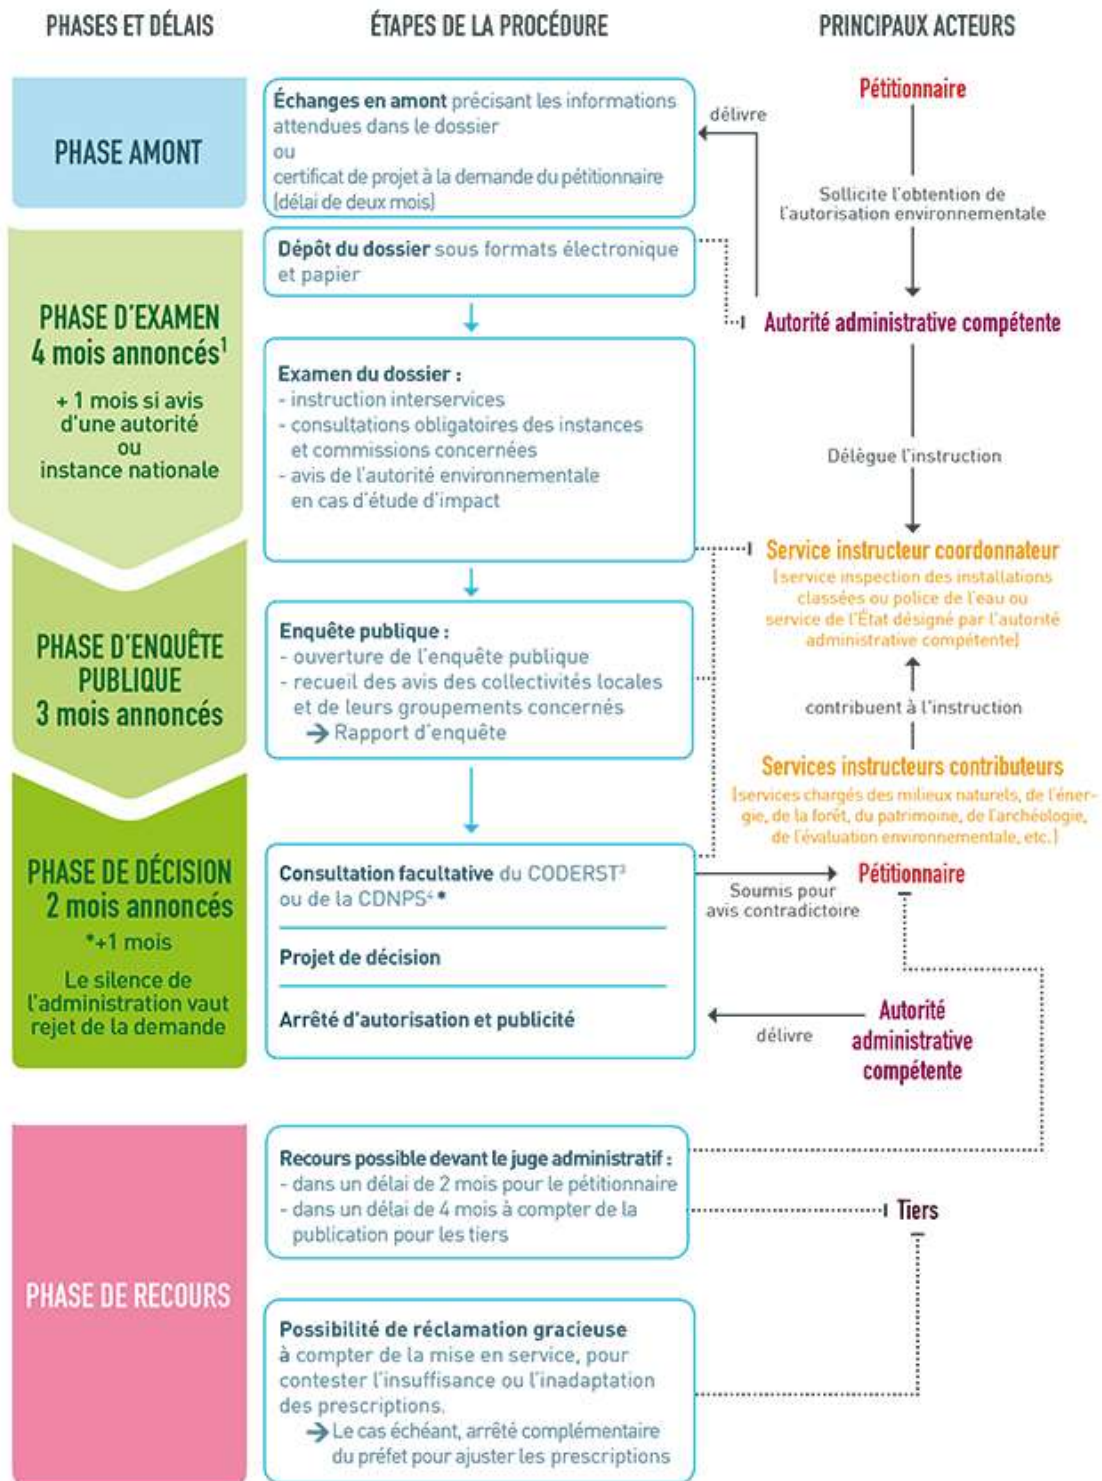 PHASES ET DÉLAIS
ÉTAPES DE LA PROCÉDURE
PRINCIPAUX ACTEURS
PHASE AMONT
Échanges en amont précisant les informations
attendues dans le dossier
ou
certificat de projet à la demande du pétitionnaire
(délai de deux mois)
délivre
Pétitionnaire
Sollicite l'obtention de
l'autorisation environnementale
Dépôt du dossier sous formats électronique
et papier
Autorité administrative compétente
PHASE D'EXAMEN
4 mois annoncés¹
+ 1 mois si avis
d'une autorité
ou
instance nationale
Examen du dossier :
- instruction interservices
- consultations obligatoires des instances
et commissions concernées
- avis de l'autorité environnementale
en cas d'étude d'impact
Délègue l'instruction
Service instructeur coordonnateur
(service inspection des installations
classées ou police de l'eau ou
service de l'État désigné par l'autorité
administrative compétente)
PHASE D'ENQUÊTE
PUBLIQUE
3 mois annoncés
Enquête publique :
- ouverture de l'enquête publique
- recueil des avis des collectivités locales
et de leurs groupements concernés
→ Rapport d'enquête
contribuent à l'instruction
Services instructeurs contributeurs
(services chargés des milieux naturels, de l'éner-
gie, de la forêt, du patrimoine, de l'archéologie,
de l'évaluation environnementale, etc.)
PHASE DE DÉCISION
2 mois annoncés
*+1 mois
Le silence de
l'administration vaut
rejet de la demande
Consultation facultative du CODERST³
ou de la CDNPS⁴ *
Projet de décision
Arrêté d'autorisation et publicité
Soumis pour
avis contradictoire
Pétitionnaire
délivre
Autorité
administrative
compétente
PHASE DE RECOURS
Recours possible devant le juge administratif :
- dans un délai de 2 mois pour le pétitionnaire
- dans un délai de 4 mois à compter de la
publication pour les tiers
Tiers
Possibilité de réclamation gracieuse
à compter de la mise en service, pour
contester l'insuffisance ou l'inadaptation
des prescriptions.
→ Le cas échéant, arrêté complémentaire
du préfet pour ajuster les prescriptions